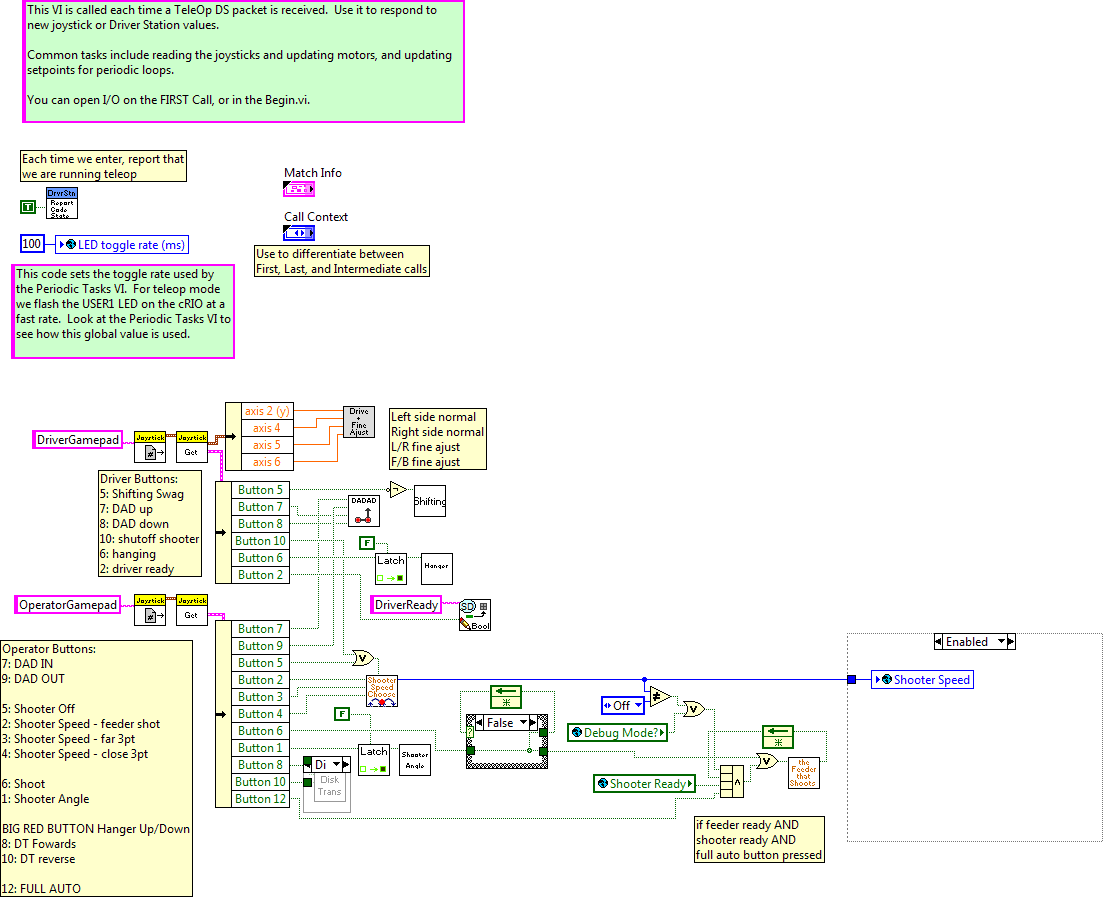 This VI is called each time a TeleOp DS packet is received.  Use it to respond to
new joystick or Driver Station values.
Common tasks include reading the joysticks and updating motors, and updating
setpoints for periodic loops.
You can open I/O on the FIRST Call, or in the Begin.vi.
Each time we enter, report that
we are running teleop
DrvrStn
Report
Code
State
T
100
LED toggle rate (ms)
Match Info
Call Context
Use to differentiate between
First, Last, and Intermediate calls
This code sets the toggle rate used by
the Periodic Tasks VI.  For teleop mode
we flash the USER1 LED on the cRIO at a
fast rate.  Look at the Periodic Tasks VI to
see how this global value is used.
DriverGamepad
Joystick
#
Joystick
Get
axis 2 (y)
axis 4
axis 5
axis 6
Drive
+
Fine
Ajust
Left side normal
Right side normal
L/R fine ajust
F/B fine ajust
Driver Buttons:
5: Shifting Swag
7: DAD up
8: DAD down
10: shutoff shooter
6: hanging
2: driver ready
Button 5
Button 7
Button 8
Button 10
Button 6
Button 2
DADAD
Shifting
F
Latch
Hanger
DriverReady
SD
Bool
OperatorGamepad
Joystick
#
Joystick
Get
Operator Buttons:
7: DAD IN
9: DAD OUT
5: Shooter Off
2: Shooter Speed - feeder shot
3: Shooter Speed - far 3pt
4: Shooter Speed - close 3pt
6: Shoot
1: Shooter Angle
BIG RED BUTTON Hanger Up/Down
8: DT Fowards
10: DT reverse
12: FULL AUTO
Button 7
Button 9
Button 5
Button 2
Button 3
Button 4
Button 6
Button 1
Button 8
Button 10
Button 12
Shooter
Speed
Choose
F
Latch
Shooter
Angle
Di
Disk
Trans
False
?
Off
Debug Mode?
Shooter Ready
the
Feeder
that
Shoots
if feeder ready AND
shooter ready AND
full auto button pressed
Enabled
Shooter Speed